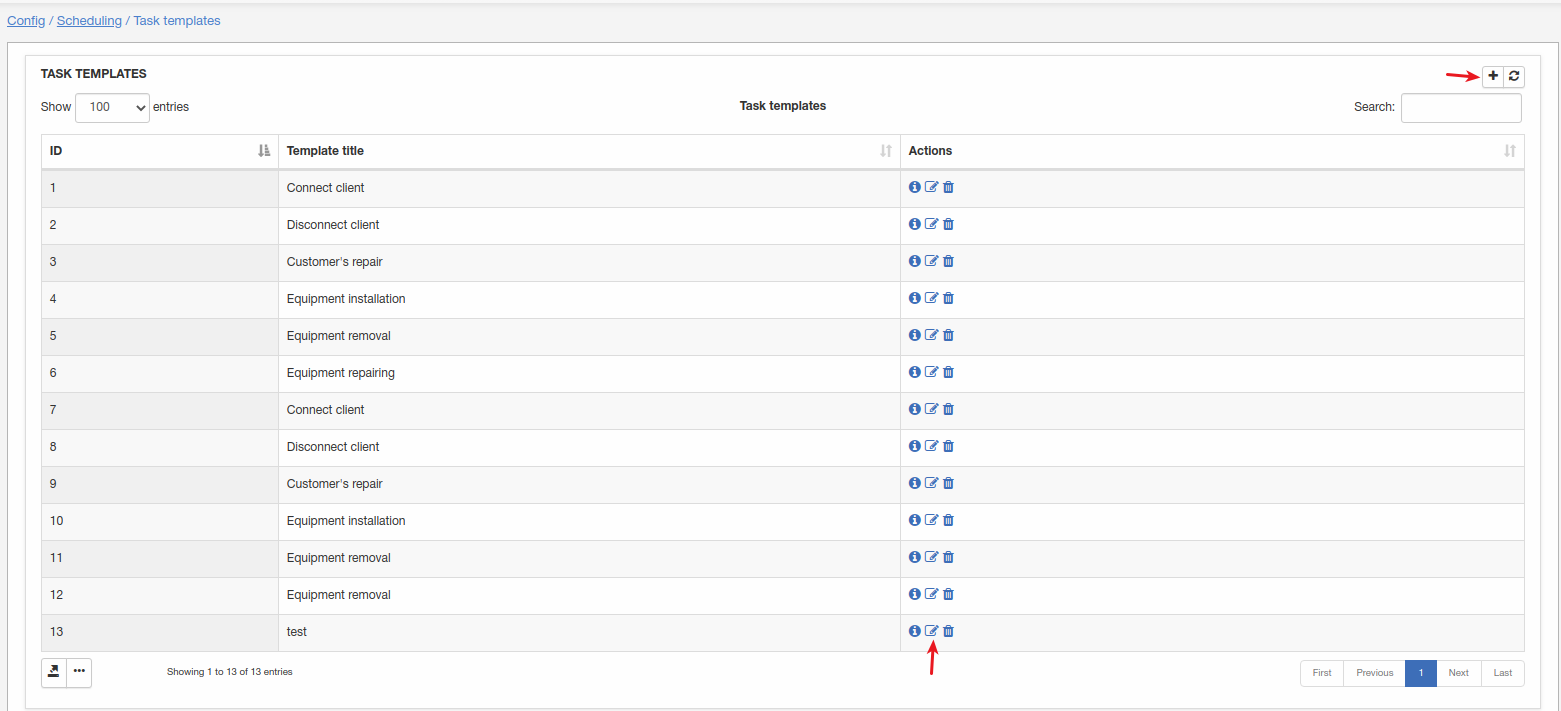 Config / Scheduling / Task templates
TASK TEMPLATES
Show 100 entries
Task templates
Search:
ID Template title Actions
1 Connect client
2 Disconnect client
3 Customer's repair
4 Equipment installation
5 Equipment removal
6 Equipment repairing
7 Connect client
8 Disconnect client
9 Customer's repair
10 Equipment installation
11 Equipment removal
12 Equipment removal
13 test
Showing 1 to 13 of 13 entries
First Previous 1 Next Last